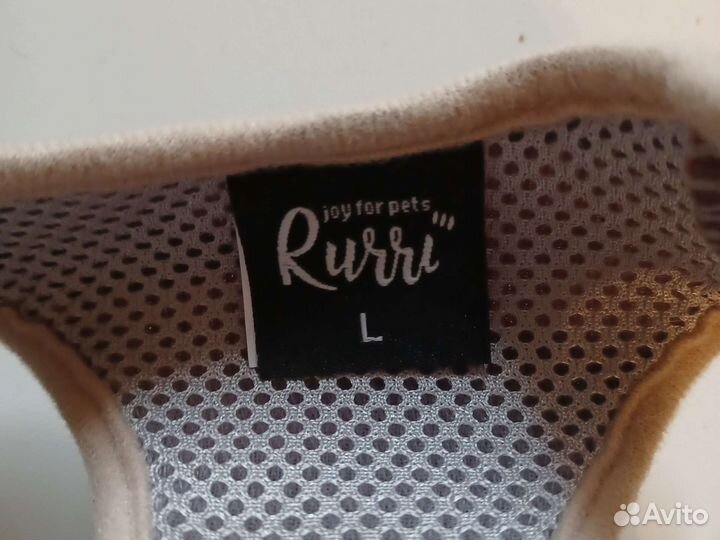 joy for pets
Rurri
L
Avito